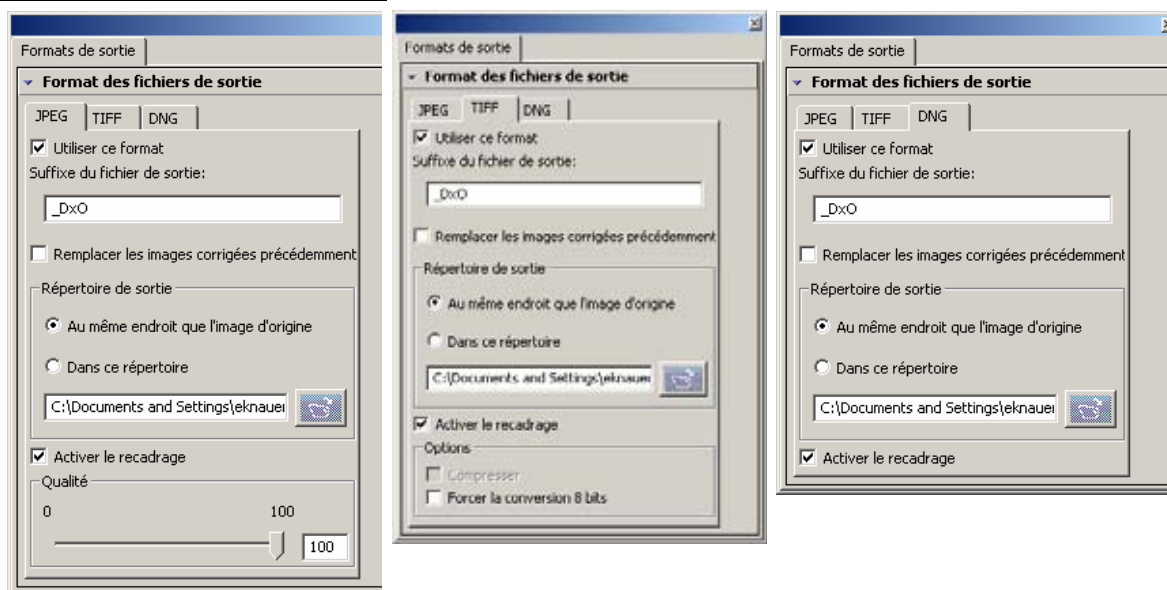 Formats de sortie
Format des fichiers de sortie
JPEG TIFF DNG
Utiliser ce format
Suffixe du fichier de sortie:
_DxO
Remplacer les images corrigées précédemment
Répertoire de sortie
Au même endroit que l'image d'origine
Dans ce répertoire
C:\Documents and Settings\eknauer
Activer le recadrage
Qualité
0 100
100
Formats de sortie
Format des fichiers de sortie
JPEG TIFF DNG
Utiliser ce format
Suffixe du fichier de sortie:
_DxO
Remplacer les images corrigées précédemment
Répertoire de sortie
Au même endroit que l'image d'origine
Dans ce répertoire
C:\Documents and Settings\eknauer
Activer le recadrage
Options
Compresser
Forcer la conversion 8 bits
Formats de sortie
Format des fichiers de sortie
JPEG TIFF DNG
Utiliser ce format
Suffixe du fichier de sortie:
_DxO
Remplacer les images corrigées précédemment
Répertoire de sortie
Au même endroit que l'image d'origine
Dans ce répertoire
C:\Documents and Settings\eknauer
Activer le recadrage